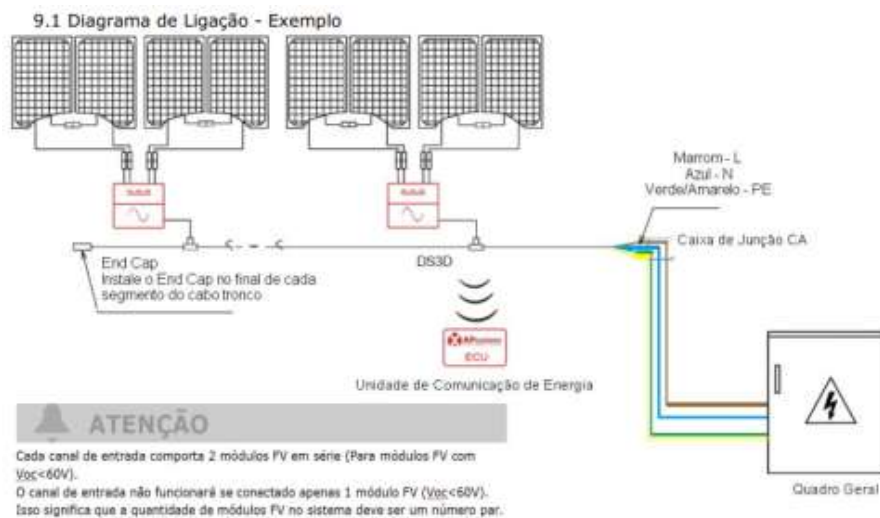 9.1 Diagrama de Ligação - Exemplo
Marrom - L
Azul - N
Verde/Amarelo - PE
Caixa de Junção CA
End Cap
Instale o End Cap no final de cada
segmento do cabo tronco
DS3D
APsystems
ECU
Unidade de Comunicação de Energia
Quadro Geral
ATENÇÃO
Cada canal de entrada comporta 2 módulos FV em série (Para módulos FV com
Voc<60V).
O canal de entrada não funcionará se conectado apenas 1 módulo FV (Voc<60V).
Isso significa que a quantidade de módulos FV no sistema deve ser um número par.